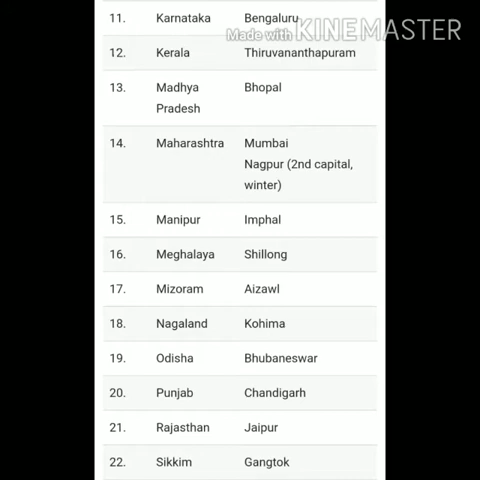 11. Karnataka Bengaluru
Made with KINEMASTER
12. Kerala Thiruvananthapuram
13. Madhya Pradesh Bhopal
14. Maharashtra Mumbai
Nagpur (2nd capital,
winter)
15. Manipur Imphal
16. Meghalaya Shillong
17. Mizoram Aizawl
18. Nagaland Kohima
19. Odisha Bhubaneswar
20. Punjab Chandigarh
21. Rajasthan Jaipur
22. Sikkim Gangtok